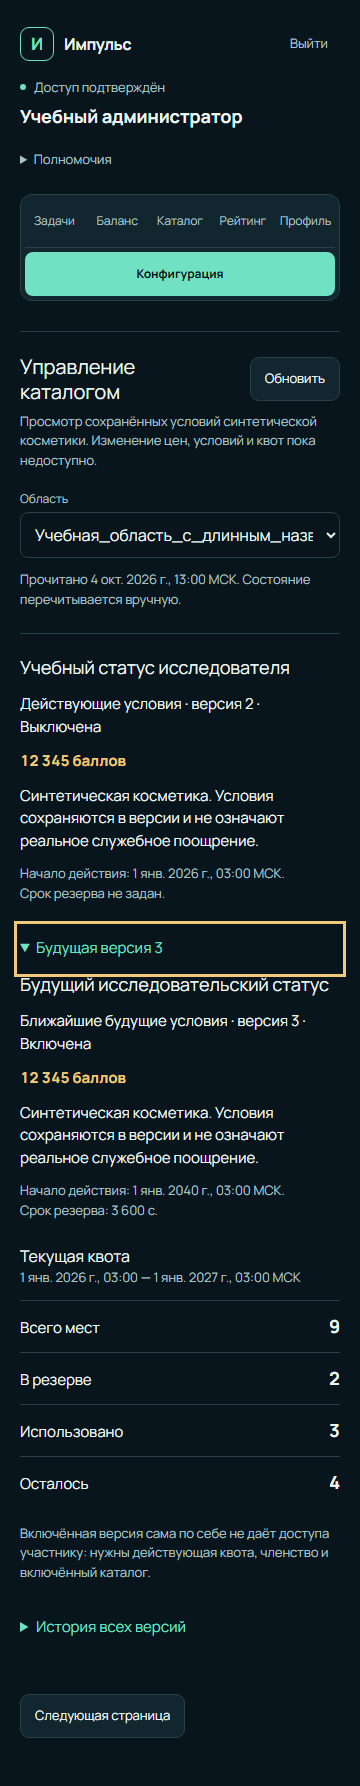 И Импульс Выйти
Доступ подтверждён
Учебный администратор
Полномочия
Задачи Баланс Каталог Рейтинг Профиль
Конфигурация
Управление
каталогом
Обновить
Просмотр сохранённых условий синтетической
косметики. Изменение цен, условий и квот пока
недоступно.
Область
Учебная_область_с_длинным_назв
Прочитано 4 окт. 2026 г., 13:00 МСК. Состояние
перечитывается вручную.
Учебный статус исследователя
Действующие условия · версия 2 ·
Выключена
12 345 баллов
Синтетическая косметика. Условия
сохраняются в версии и не означают
реальное служебное поощрение.
Начало действия: 1 янв. 2026 г., 03:00 МСК.
Срок резерва не задан.
Будущая версия 3
Будущий исследовательский статус
Ближайшие будущие условия · версия 3 ·
Включена
12 345 баллов
Синтетическая косметика. Условия
сохраняются в версии и не означают
реальное служебное поощрение.
Начало действия: 1 янв. 2040 г., 03:00 МСК.
Срок резерва: 3 600 с.
Текущая квота
1 янв. 2026 г., 03:00 — 1 янв. 2027 г., 03:00 МСК
Всего мест 9
В резерве 2
Использовано 3
Осталось 4
Включённая версия сама по себе не даёт доступа
участнику: нужны действующая квота, членство и
включённый каталог.
История всех версий
Следующая страница